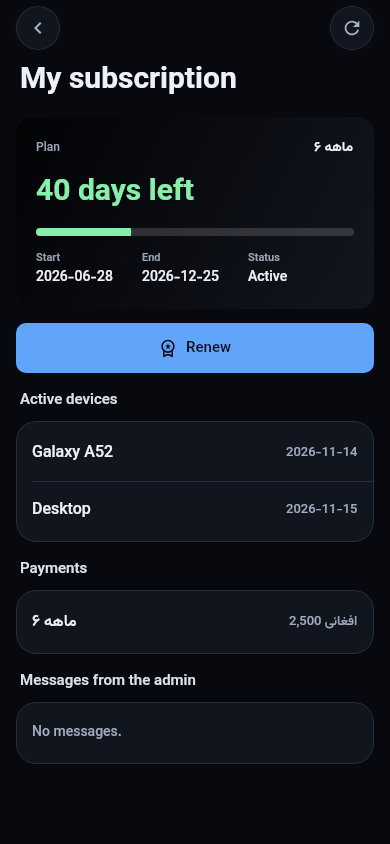 My subscription
Plan
۶ ماهه
40 days left
Start
End
Status
2026-06-28
2026-12-25
Active
Renew
Active devices
Galaxy A52
2026-11-14
Desktop
2026-11-15
Payments
۶ ماهه
2,500 افغانی
Messages from the admin
No messages.